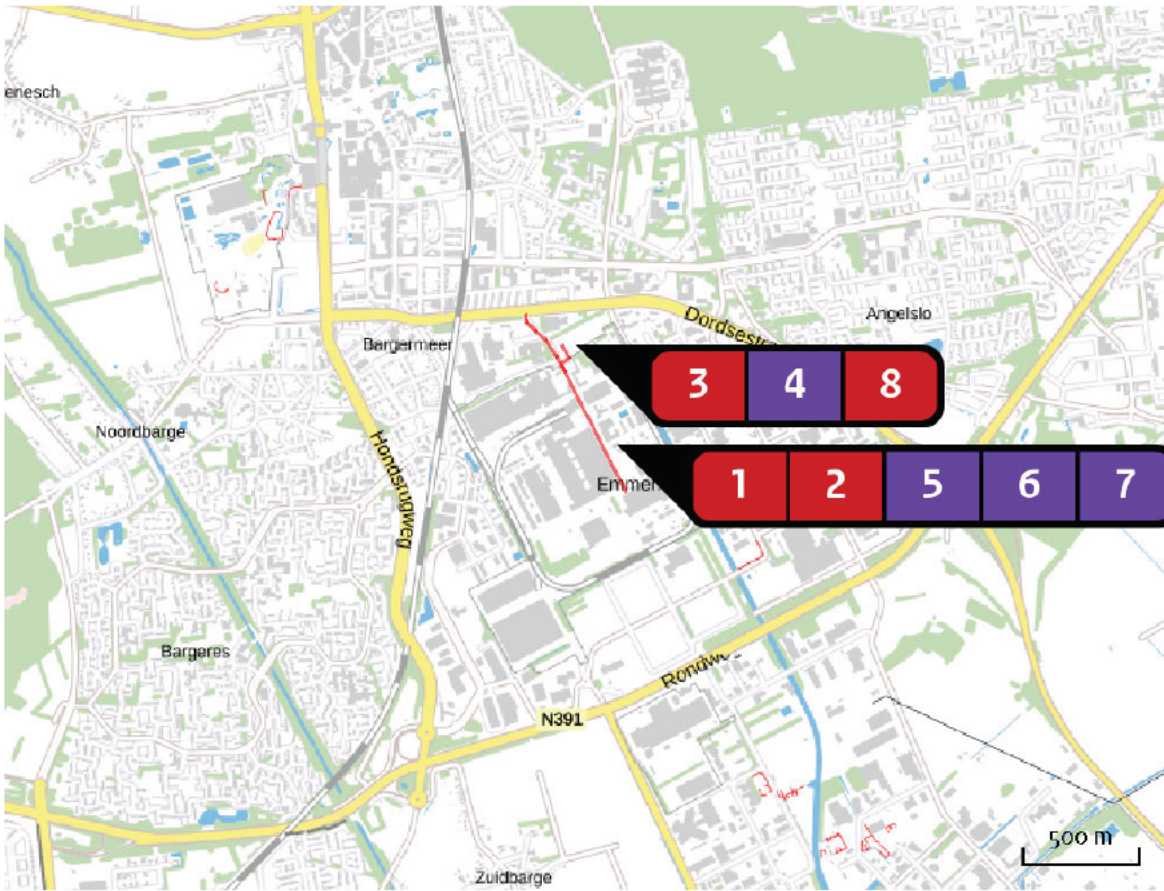 enesch
Bargermeer
Dordsestr
Angelslo
3 4 8
Noordbarge
Hondsrugweg
Emmen
1 2 5 6 7
Bargeres
Rondwe
N391
500 m
Zuidbarge